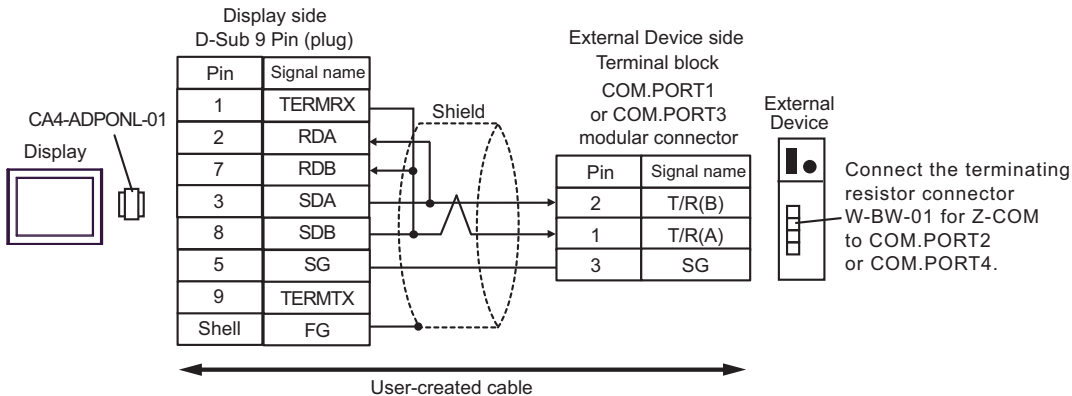 Display side
D-Sub 9 Pin (plug)
External Device side
Terminal block
COM.PORT1
or COM.PORT3
modular connector
CA4-ADPONL-01
Display
Shield
External
Device
Pin Signal name
1 TERMRX
2 RDA
7 RDB
3 SDA
8 SDB
5 SG
9 TERMTX
Shell FG
Pin Signal name
2 T/R(B)
1 T/R(A)
3 SG
Connect the terminating
resistor connector
W-BW-01 for Z-COM
to COM.PORT2
or COM.PORT4.
User-created cable